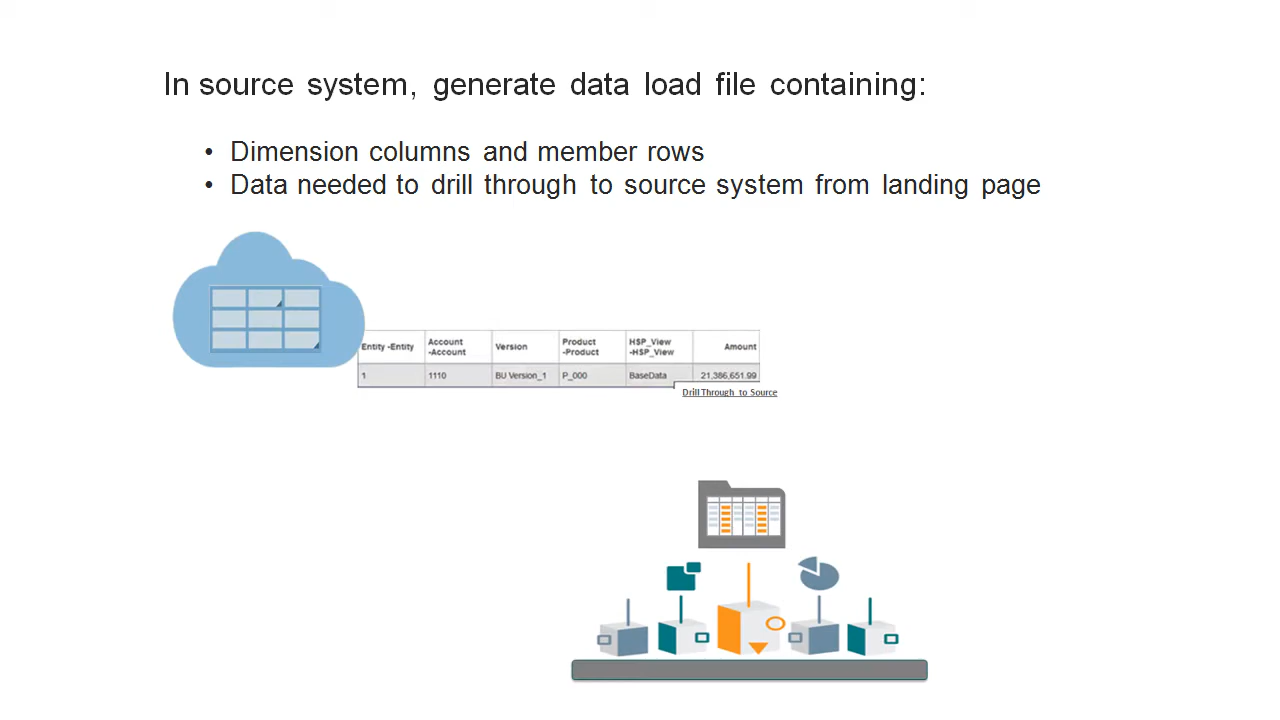 In source system, generate data load file containing:
• Dimension columns and member rows
• Data needed to drill through to source system from landing page
Entity -Entity Account -Account Version Product -Product HSP_View -HSP_View Amount
1 1110 BU Version_1 P_000 BaseData 21,386,651.99
Drill Through to Source